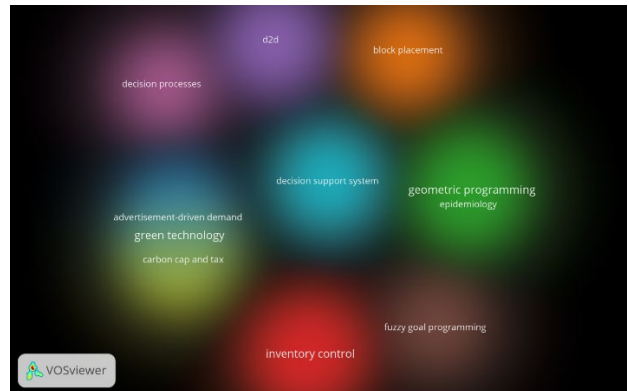 d2d
block placement
decision processes
decision support system
geometric programming
epidemiology
advertisement-driven demand
green technology
carbon cap and tax
fuzzy goal programming
inventory control
VOSviewer